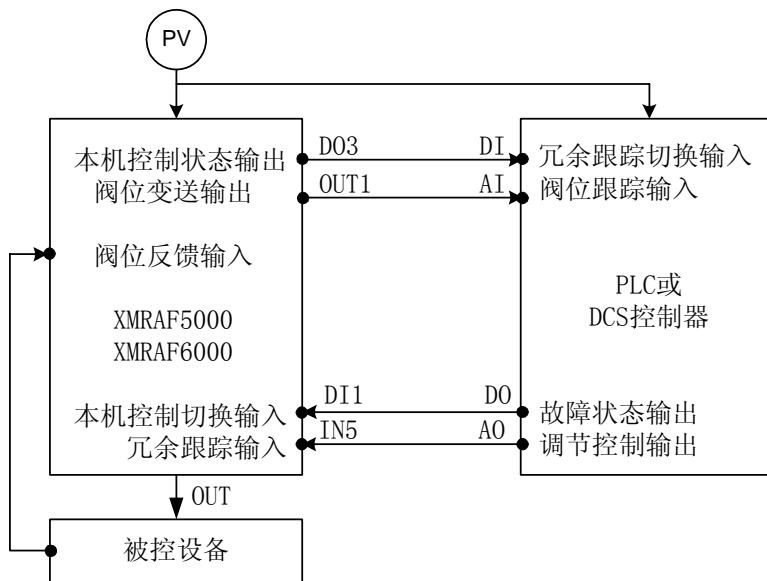 PV
本机控制状态输出 DO3 DI 冗余跟踪切换输入
阀位变送输出 OUT1 AI 阀位跟踪输入
阀位反馈输入
PLC或
XMRAF5000
DCS控制器
XMRAF6000
本机控制切换输入 DI1 DO 故障状态输出
冗余跟踪输入 IN5 AO 调节控制输出
OUT
被控设备